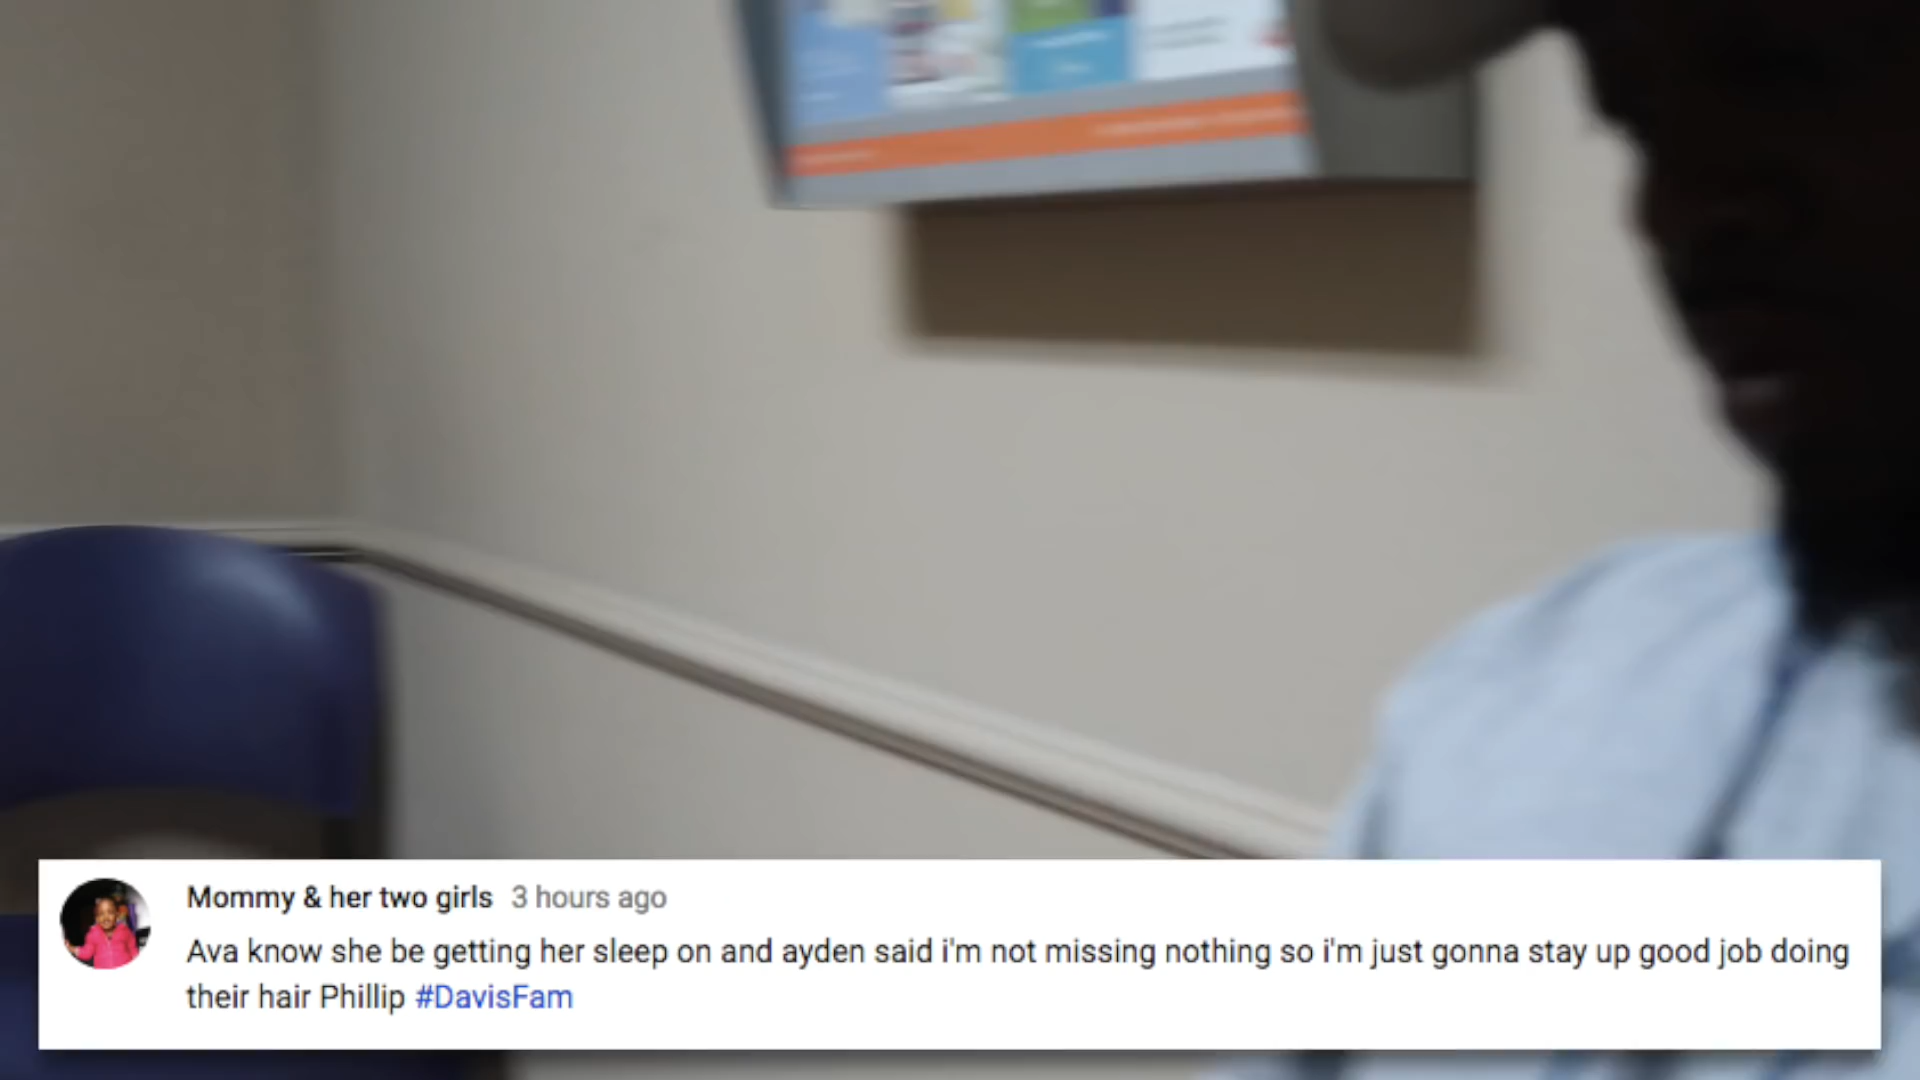 Mommy & her two girls 3 hours ago
Ava know she be getting her sleep on and ayden said i'm not missing nothing so i'm just gonna stay up good job doing
their hair Phillip #DavisFam